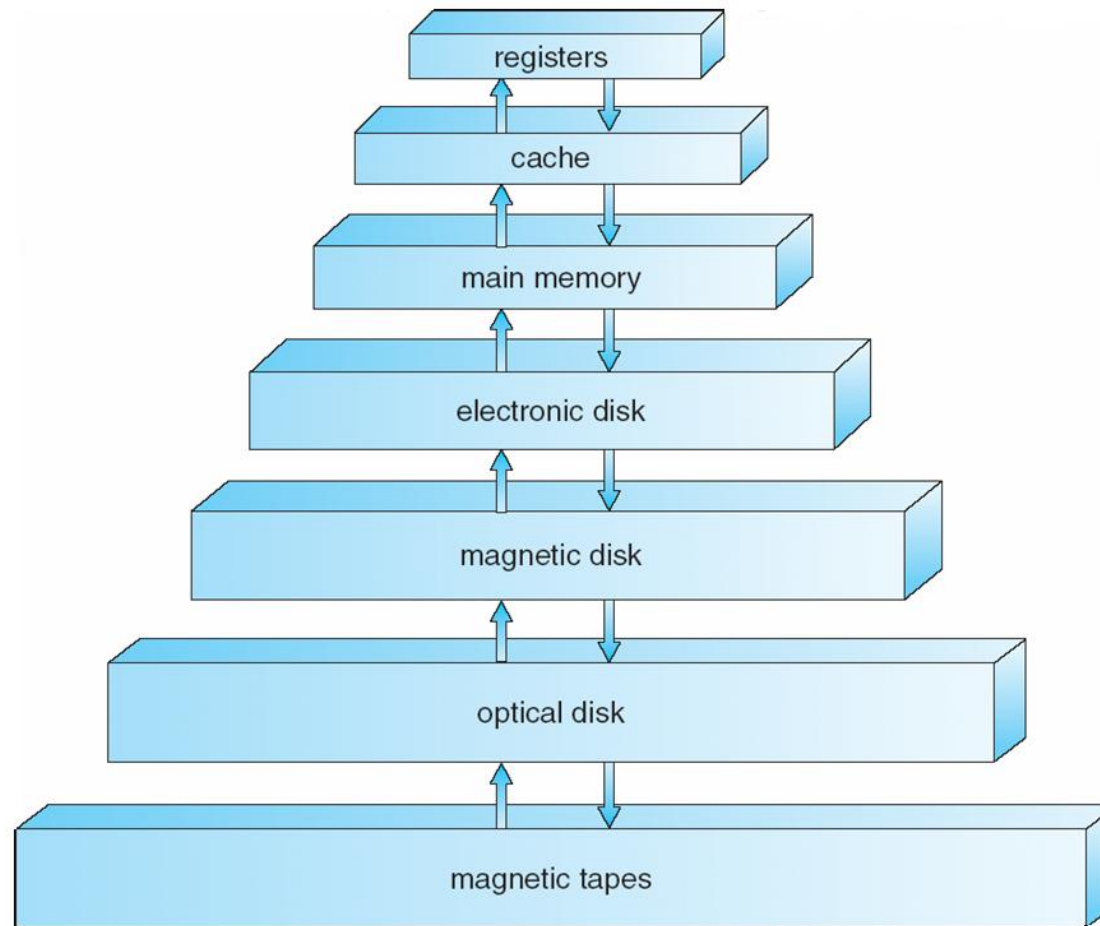 registers
cache
main memory
electronic disk
magnetic disk
optical disk
magnetic tapes